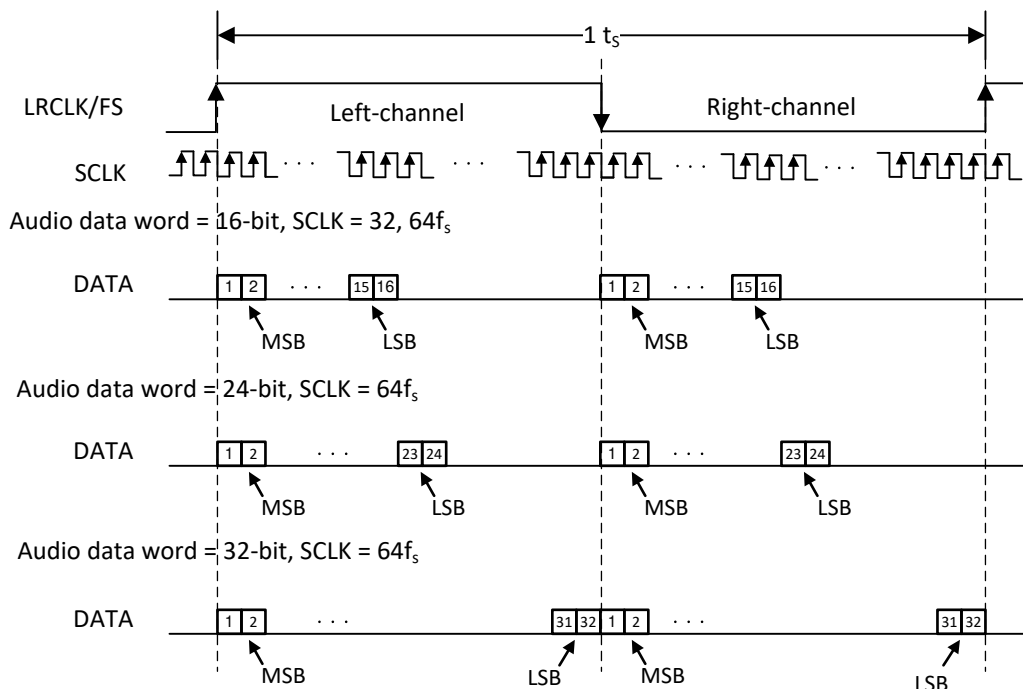 1 tS
LRCLK/FS
Left-channel
Right-channel
SCLK
. . .
. . .
. . .
. . .
Audio data word = 16-bit, SCLK = 32, 64fs
DATA
1 2 . . . 15 16 1 2 . . . 15 16
MSB LSB MSB LSB
Audio data word = 24-bit, SCLK = 64fs
DATA
1 2 . . . 23 24 1 2 . . . 23 24
MSB LSB MSB LSB
Audio data word = 32-bit, SCLK = 64fs
DATA
1 2 . . . 31 32 1 2 . . . 31 32
MSB LSB MSB LSB